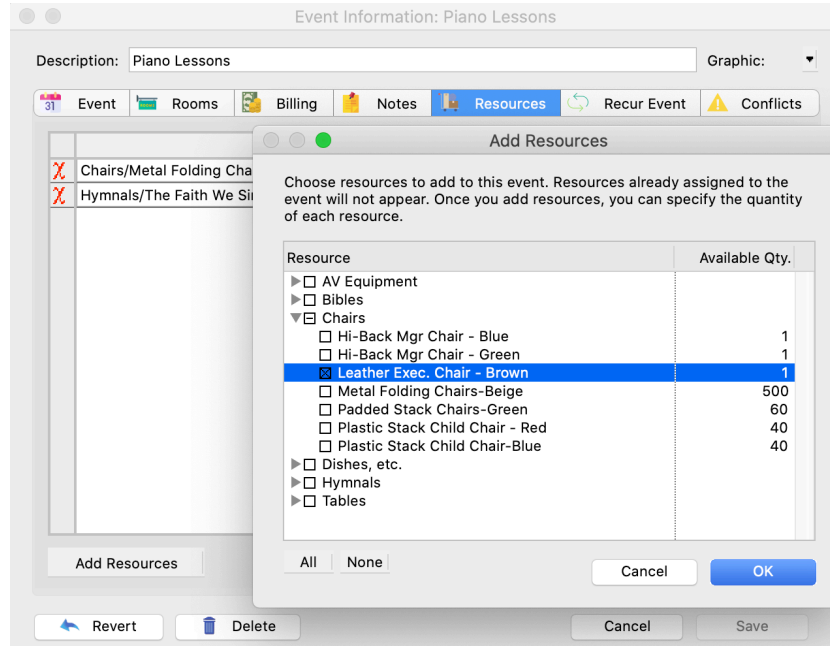 Event Information: Piano Lessons
Description: Piano Lessons Graphic:
31 Event Rooms Billing Notes Resources Recur Event Conflicts
Add Resources
Chairs/Metal Folding Cha
Hymnals/The Faith We Si
Choose resources to add to this event. Resources already assigned to the
event will not appear. Once you add resources, you can specify the quantity
of each resource.
Resource Available Qty.
AV Equipment
Bibles
Chairs
Hi-Back Mgr Chair - Blue 1
Hi-Back Mgr Chair - Green 1
Leather Exec. Chair - Brown 1
Metal Folding Chairs-Beige 500
Padded Stack Chairs-Green 60
Plastic Stack Child Chair - Red 40
Plastic Stack Child Chair-Blue 40
Dishes, etc.
Hymnals
Tables
All None
Add Resources
Cancel OK
Revert Delete Cancel Save